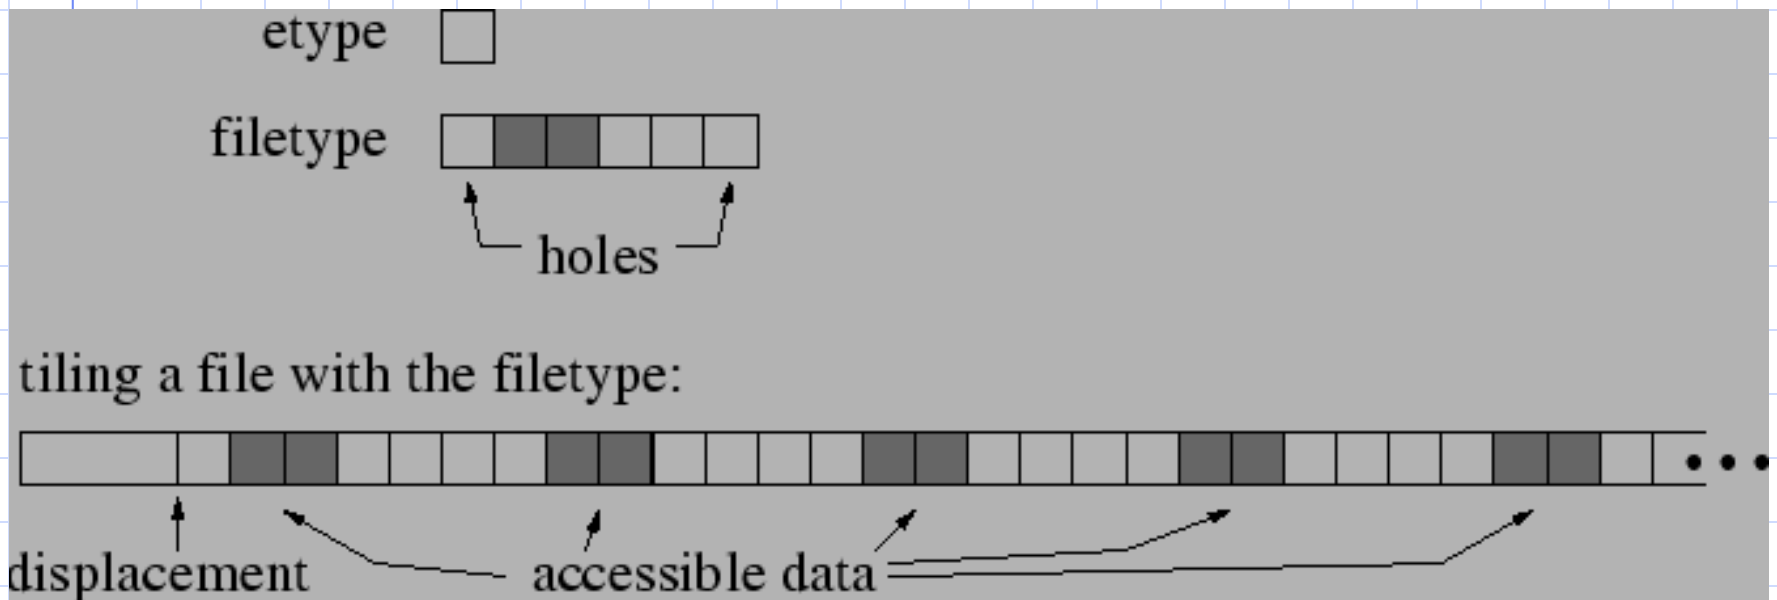 etype
filetype
holes
tiling a file with the filetype:
displacement accessible data